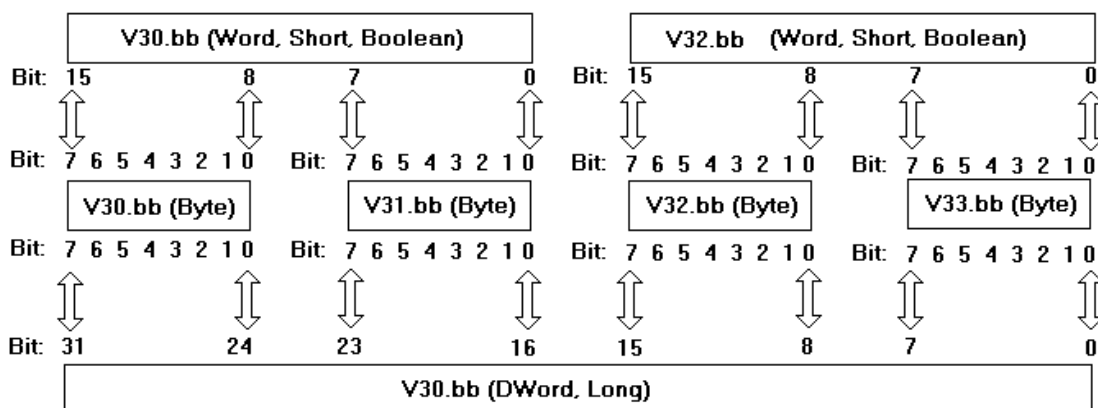 V30.bb (Word, Short, Boolean) V32.bb (Word, Short, Boolean)
Bit: 15 8 7 0 Bit: 15 8 7 0
Bit: 7 6 5 4 3 2 1 0 Bit: 7 6 5 4 3 2 1 0 Bit: 7 6 5 4 3 2 1 0 Bit: 7 6 5 4 3 2 1 0
V30.bb (Byte) V31.bb (Byte) V32.bb (Byte) V33.bb (Byte)
Bit: 7 6 5 4 3 2 1 0 Bit: 7 6 5 4 3 2 1 0 Bit: 7 6 5 4 3 2 1 0 Bit: 7 6 5 4 3 2 1 0
Bit: 31 24 23 16 15 8 7 0
V30.bb (DWord, Long)